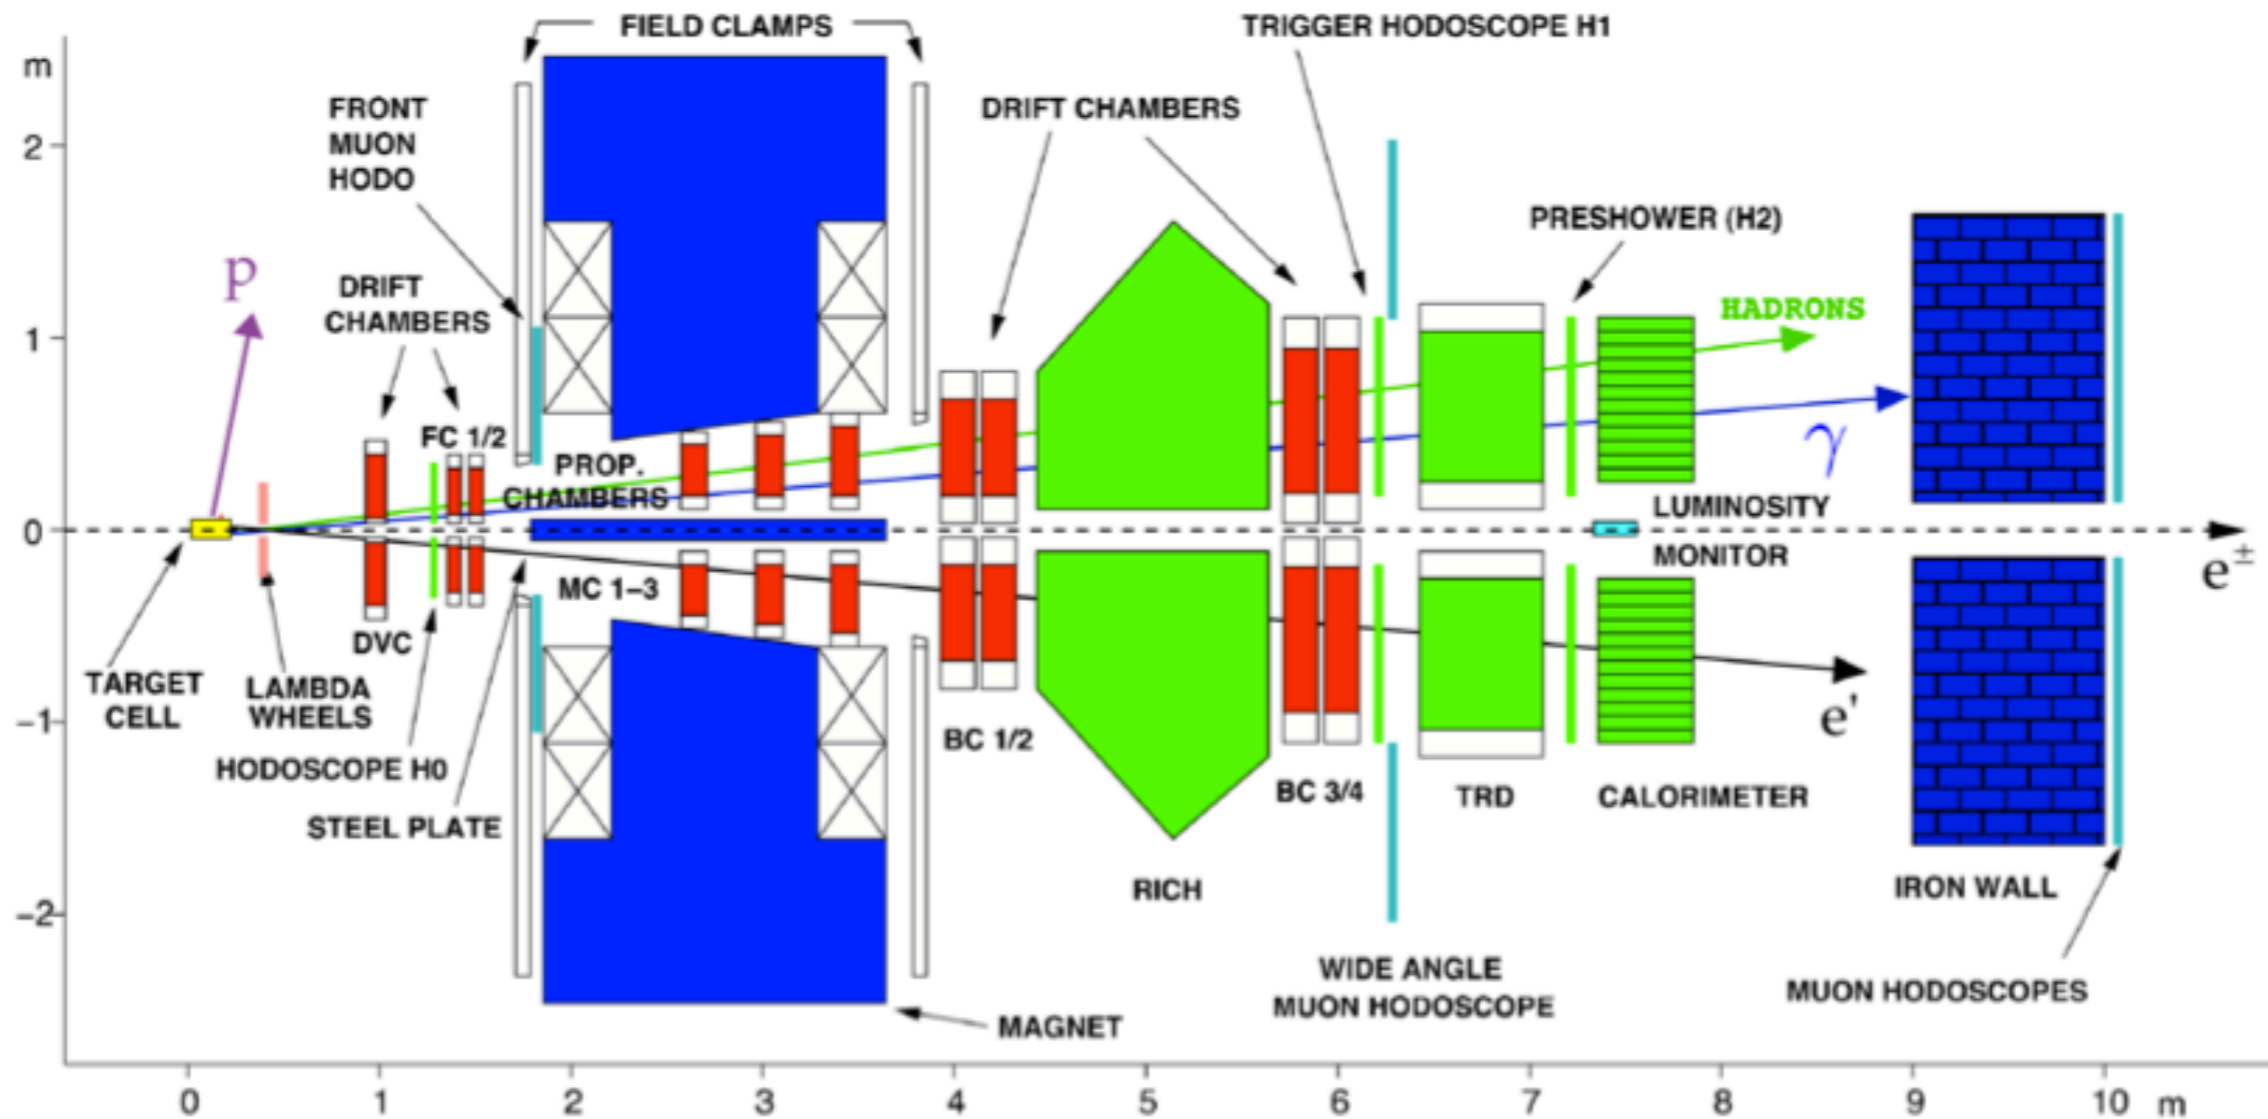 FIELD CLAMPS
TRIGGER HODOSCOPE H1
m
FRONT
MUON
HODO
DRIFT CHAMBERS
2
PRESHOWER (H2)
p
DRIFT
CHAMBERS
HADRONS
1
FC 1/2
γ
PROP.
CHAMBERS
LUMINOSITY
0
MONITOR
e±
MC 1–3
DVC
TARGET
CELL
LAMBDA
WHEELS
e'
–1
BC 1/2
HODOSCOPE H0
BC 3/4
TRD
CALORIMETER
STEEL PLATE
RICH
IRON WALL
–2
WIDE ANGLE
MUON HODOSCOPE
MUON HODOSCOPES
MAGNET
0 1 2 3 4 5 6 7 8 9 10 m